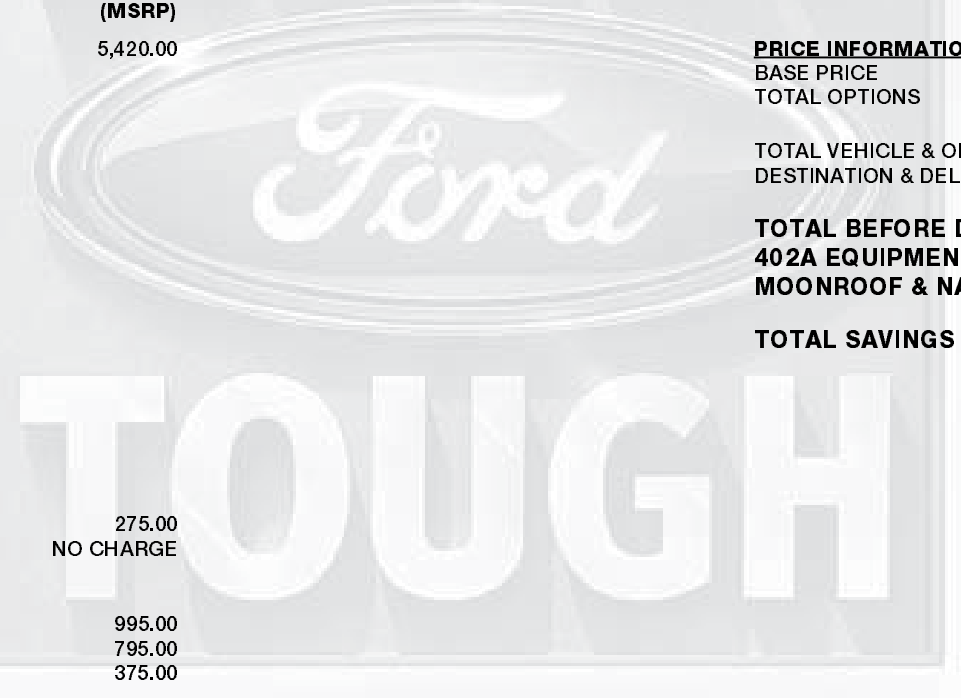 (MSRP)
5,420.00
275.00
NO CHARGE
995.00
795.00
375.00
PRICE INFORMATIO
BASE PRICE
TOTAL OPTIONS
TOTAL VEHICLE & O
DESTINATION & DEL
TOTAL BEFORE D
402A EQUIPMEN
MOONROOF & NA
TOTAL SAVINGS
Ford
TOUGH